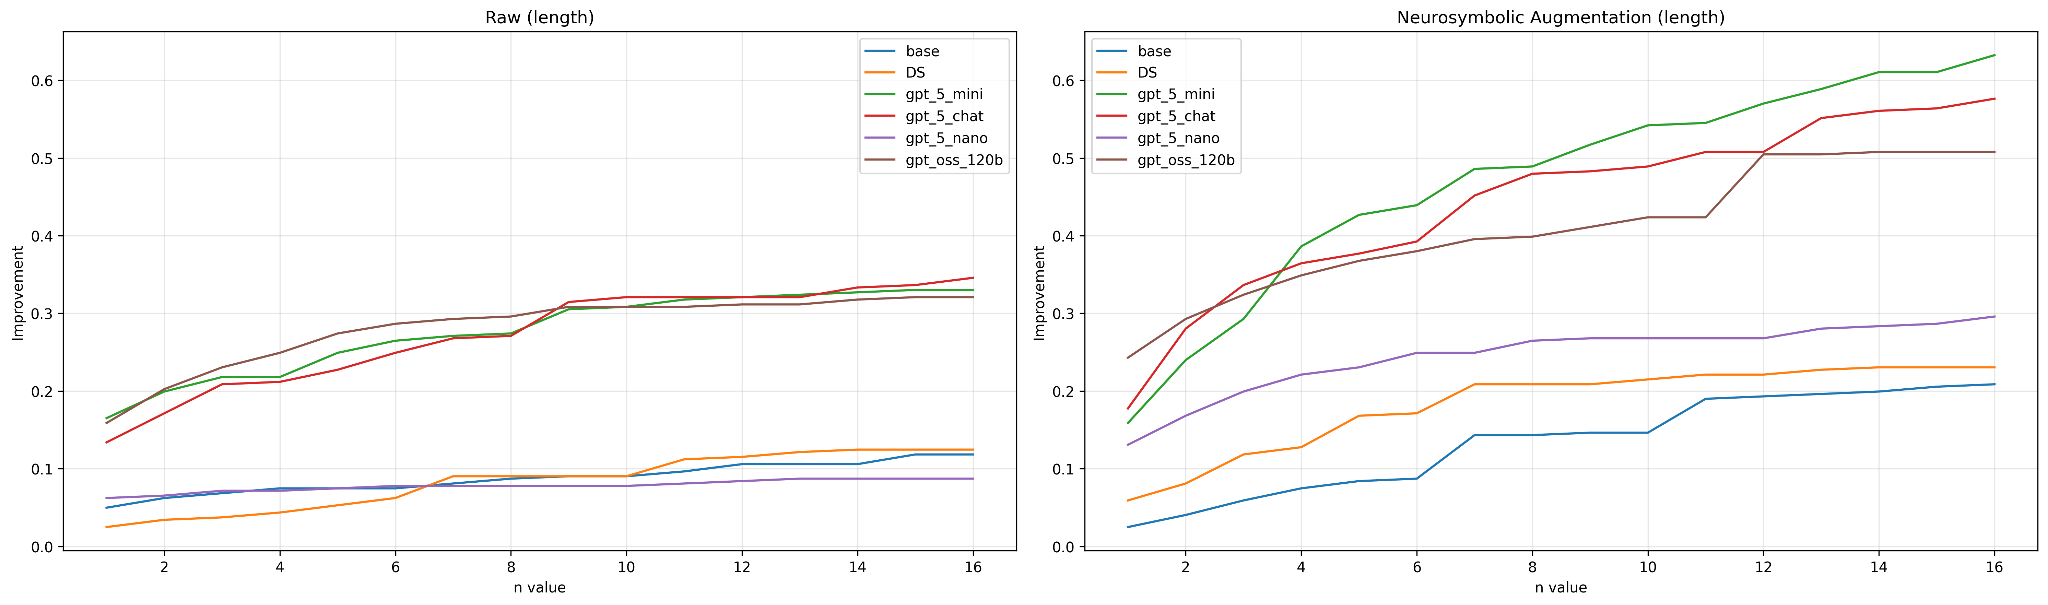 Raw (length)
Improvement
0.6
0.5
0.4
0.3
0.2
0.1
0.0
base
DS
gpt_5_mini
gpt_5_chat
gpt_5_nano
gpt_oss_120b
2 4 6 8 10 12 14 16
n value
Neurosymbolic Augmentation (length)
Improvement
0.6
0.5
0.4
0.3
0.2
0.1
0.0
base
DS
gpt_5_mini
gpt_5_chat
gpt_5_nano
gpt_oss_120b
2 4 6 8 10 12 14 16
n value